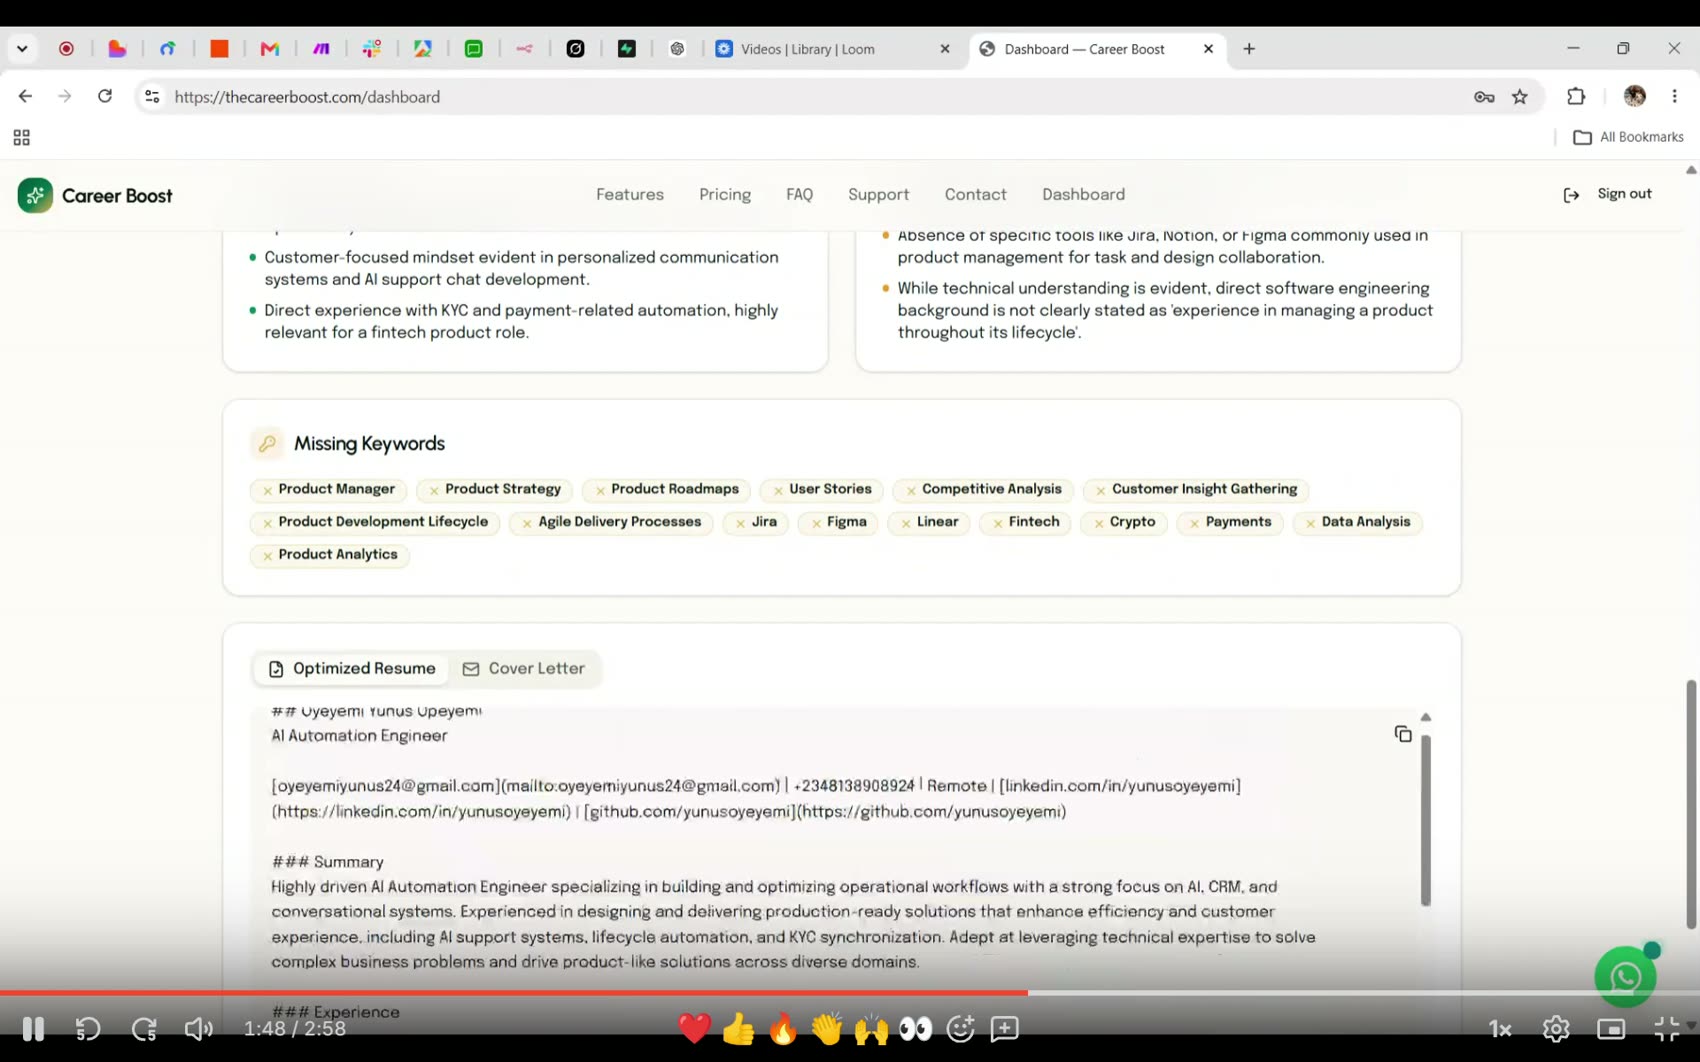 Videos | Library | Loom
Dashboard — Career Boost
https://thecareerboost.com/dashboard
All Bookmarks
Career Boost
Features
Pricing
FAQ
Support
Contact
Dashboard
Sign out
Customer-focused mindset evident in personalized communication
systems and AI support chat development.
Direct experience with KYC and payment-related automation, highly
relevant for a fintech product role.
Absence of specific tools like Jira, Notion, or Figma commonly used in
product management for task and design collaboration.
While technical understanding is evident, direct software engineering
background is not clearly stated as 'experience in managing a product
throughout its lifecycle'.
Missing Keywords
Product Manager
Product Strategy
Product Roadmaps
User Stories
Competitive Analysis
Customer Insight Gathering
Product Development Lifecycle
Agile Delivery Processes
Jira
Figma
Linear
Fintech
Crypto
Payments
Data Analysis
Product Analytics
Optimized Resume
Cover Letter
## Oyeyemi Yunus Opeyemi
AI Automation Engineer
[oyeyemiyunus24@gmail.com](mailto:oyeyemiyunus24@gmail.com) | +2348138908924 | Remote | [linkedin.com/in/yunusoyeyemi]
(https://linkedin.com/in/yunusoyeyemi) | [github.com/yunusoyeyemi](https://github.com/yunusoyeyemi)
### Summary
Highly driven AI Automation Engineer specializing in building and optimizing operational workflows with a strong focus on AI, CRM, and
conversational systems. Experienced in designing and delivering production-ready solutions that enhance efficiency and customer
experience, including AI support systems, lifecycle automation, and KYC synchronization. Adept at leveraging technical expertise to solve
complex business problems and drive product-like solutions across diverse domains.
### Experience
1:48 / 2:58
1x